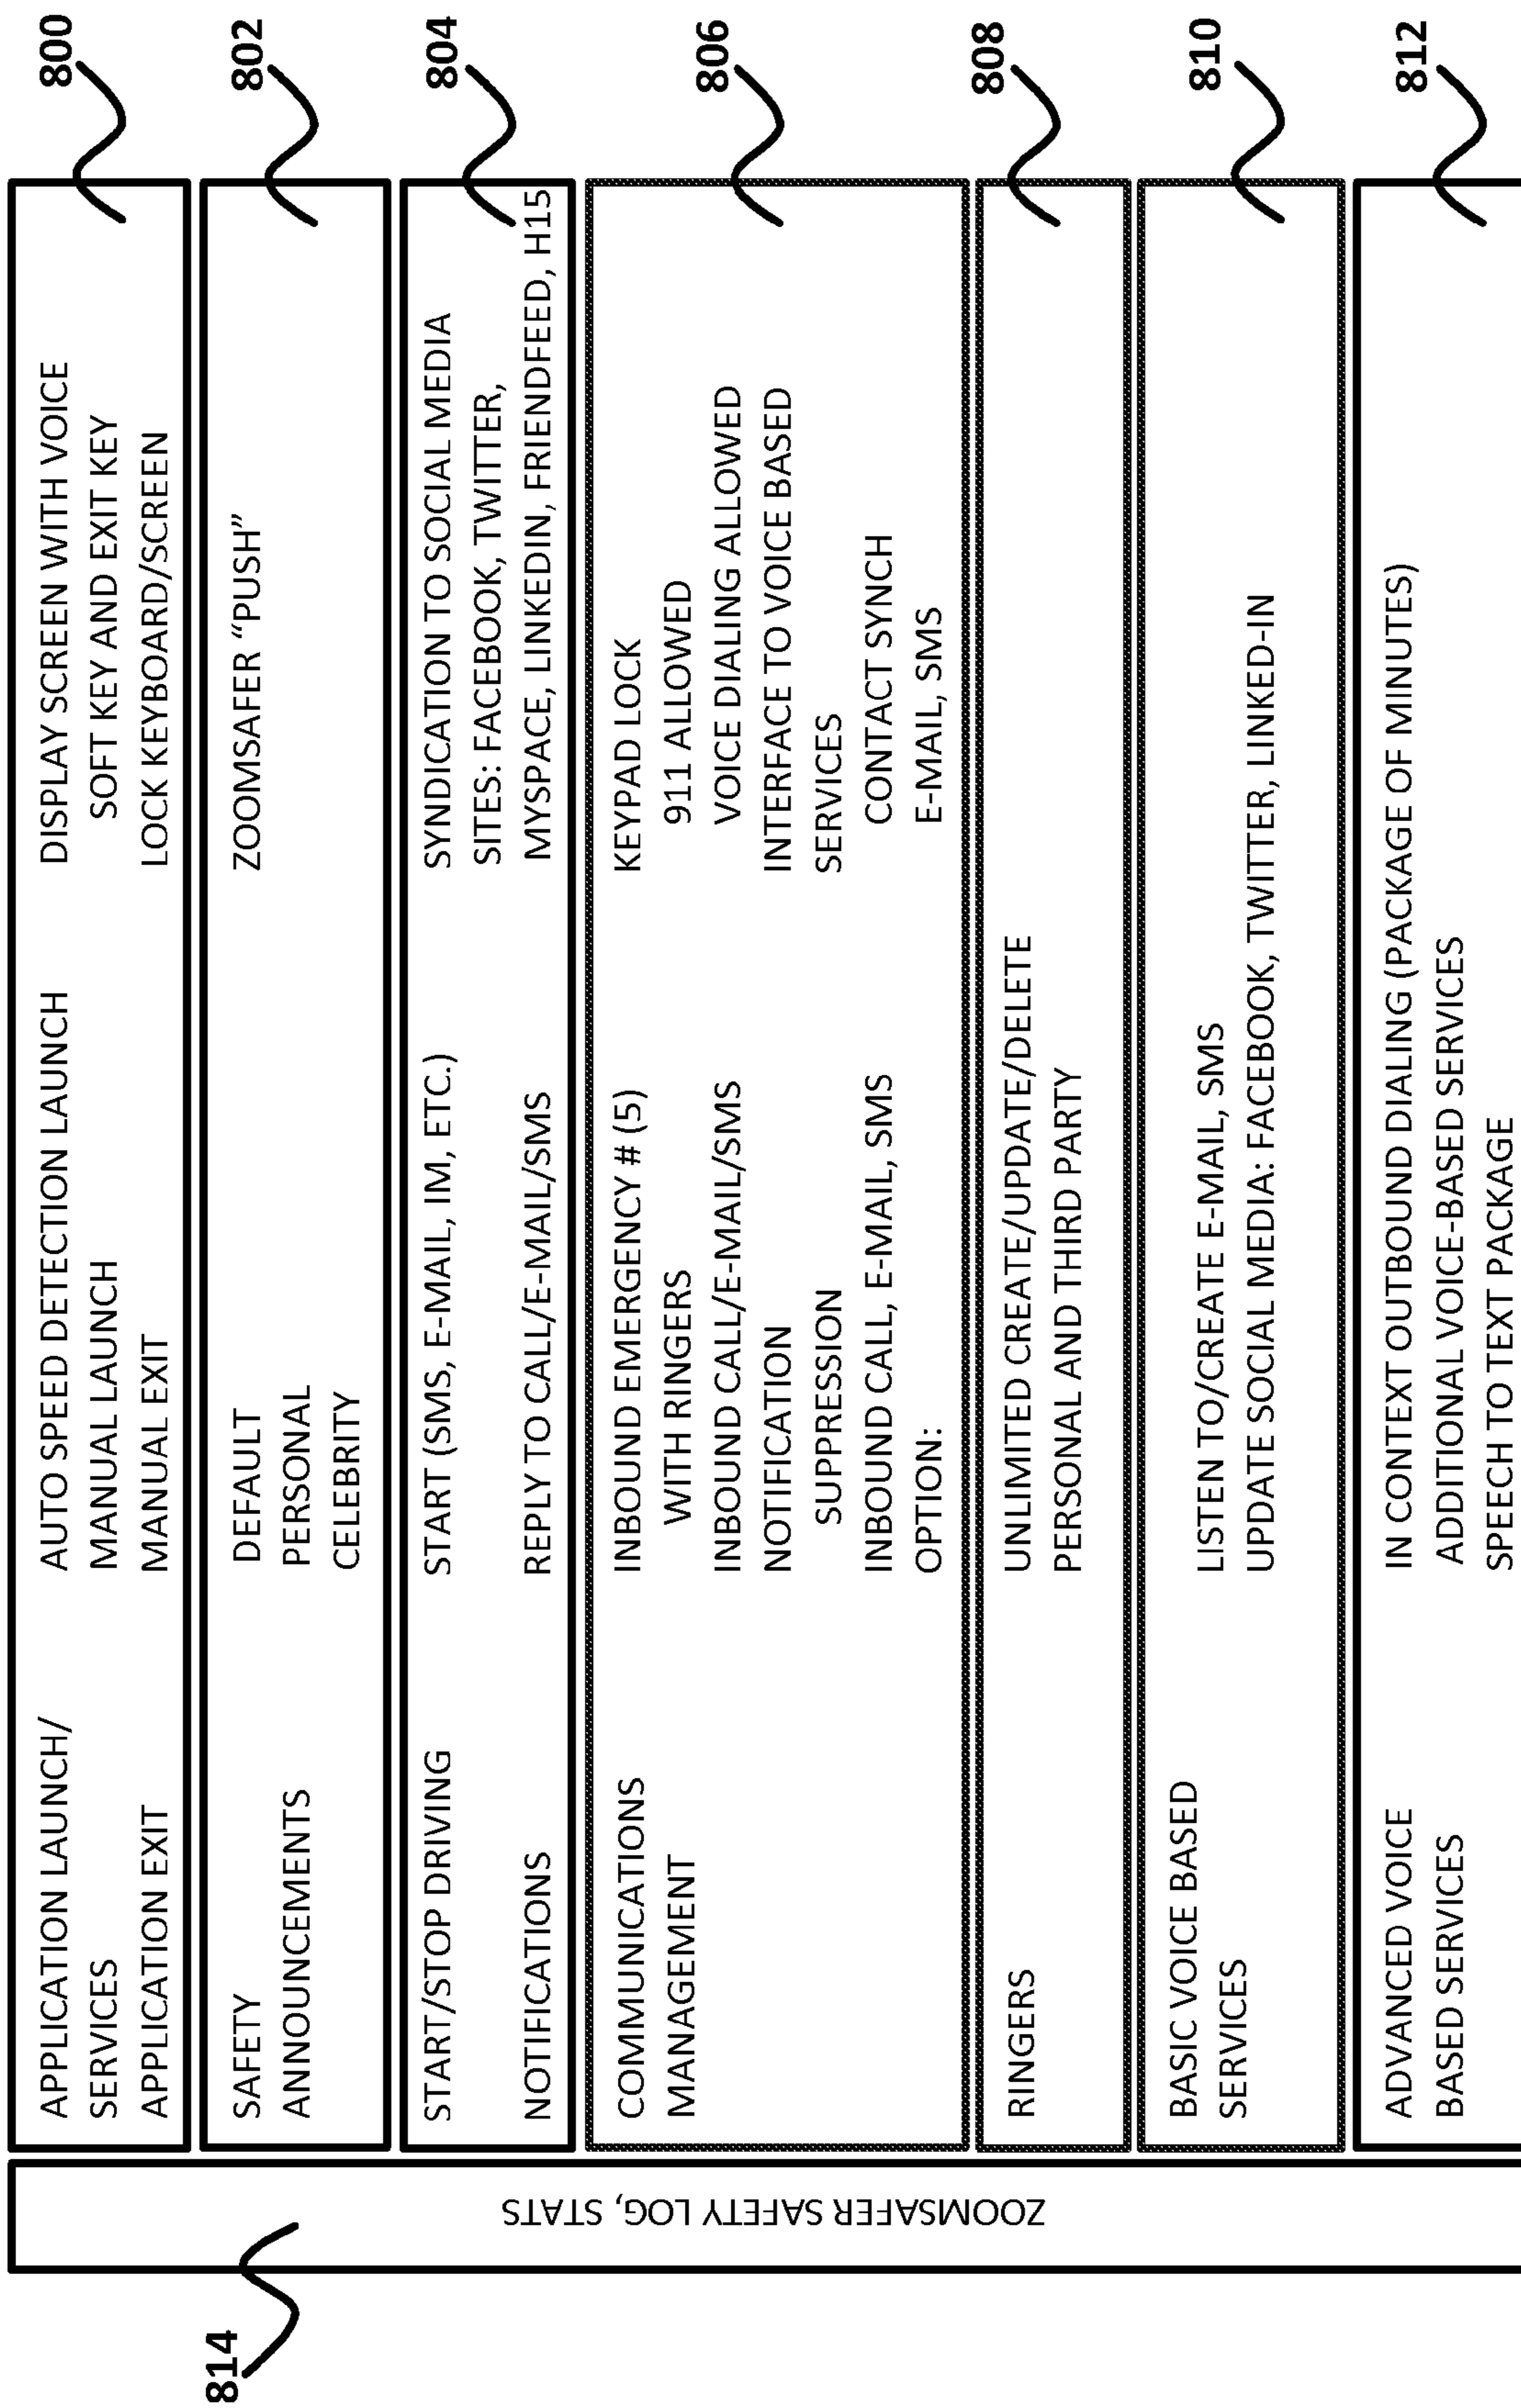 800
APPLICATION LAUNCH/
SERVICES
APPLICATION EXIT
AUTO SPEED DETECTION LAUNCH
MANUAL LAUNCH
MANUAL EXIT
DISPLAY SCREEN WITH VOICE
SOFT KEY AND EXIT KEY
LOCK KEYBOARD/SCREEN
802
SAFETY
ANNOUNCEMENTS
DEFAULT
PERSONAL
CELEBRITY
ZOOMSAFER “PUSH”
804
START/STOP DRIVING
NOTIFICATIONS
START (SMS, E-MAIL, IM, ETC.)
REPLY TO CALL/E-MAIL/SMS
SYNDICATION TO SOCIAL MEDIA
SITES: FACEBOOK, TWITTER,
MYSPACE, LINKEDIN, FRIENDFEED, H15
806
COMMUNICATIONS
MANAGEMENT
INBOUND EMERGENCY # (5)
WITH RINGERS
INBOUND CALL/E-MAIL/SMS
NOTIFICATION
SUPPRESSION
INBOUND CALL, E-MAIL, SMS
OPTION:
KEYPAD LOCK
911 ALLOWED
VOICE DIALING ALLOWED
INTERFACE TO VOICE BASED
SERVICES
CONTACT SYNCH
E-MAIL, SMS
808
RINGERS
UNLIMITED CREATE/UPDATE/DELETE
PERSONAL AND THIRD PARTY
810
BASIC VOICE BASED
SERVICES
LISTEN TO/CREATE E-MAIL, SMS
UPDATE SOCIAL MEDIA: FACEBOOK, TWITTER, LINKED-IN
812
ADVANCED VOICE
BASED SERVICES
IN CONTEXT OUTBOUND DIALING (PACKAGE OF MINUTES)
ADDITIONAL VOICE-BASED SERVICES
SPEECH TO TEXT PACKAGE
ZOOMSAFER SAFETY LOG, STATS
814